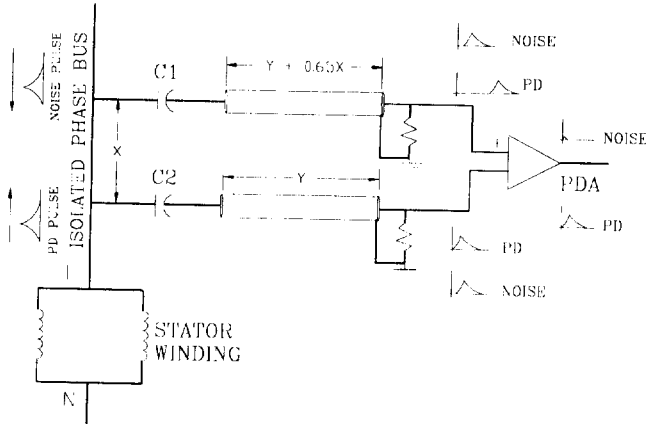 NOISE PULSE
ISOLATED PHASE BUS
PD PULSE
C1
Y + 0.65X
X
C2
Y
NOISE
PD
NOISE
PDA
PD
PD
NOISE
STATOR
WINDING
N